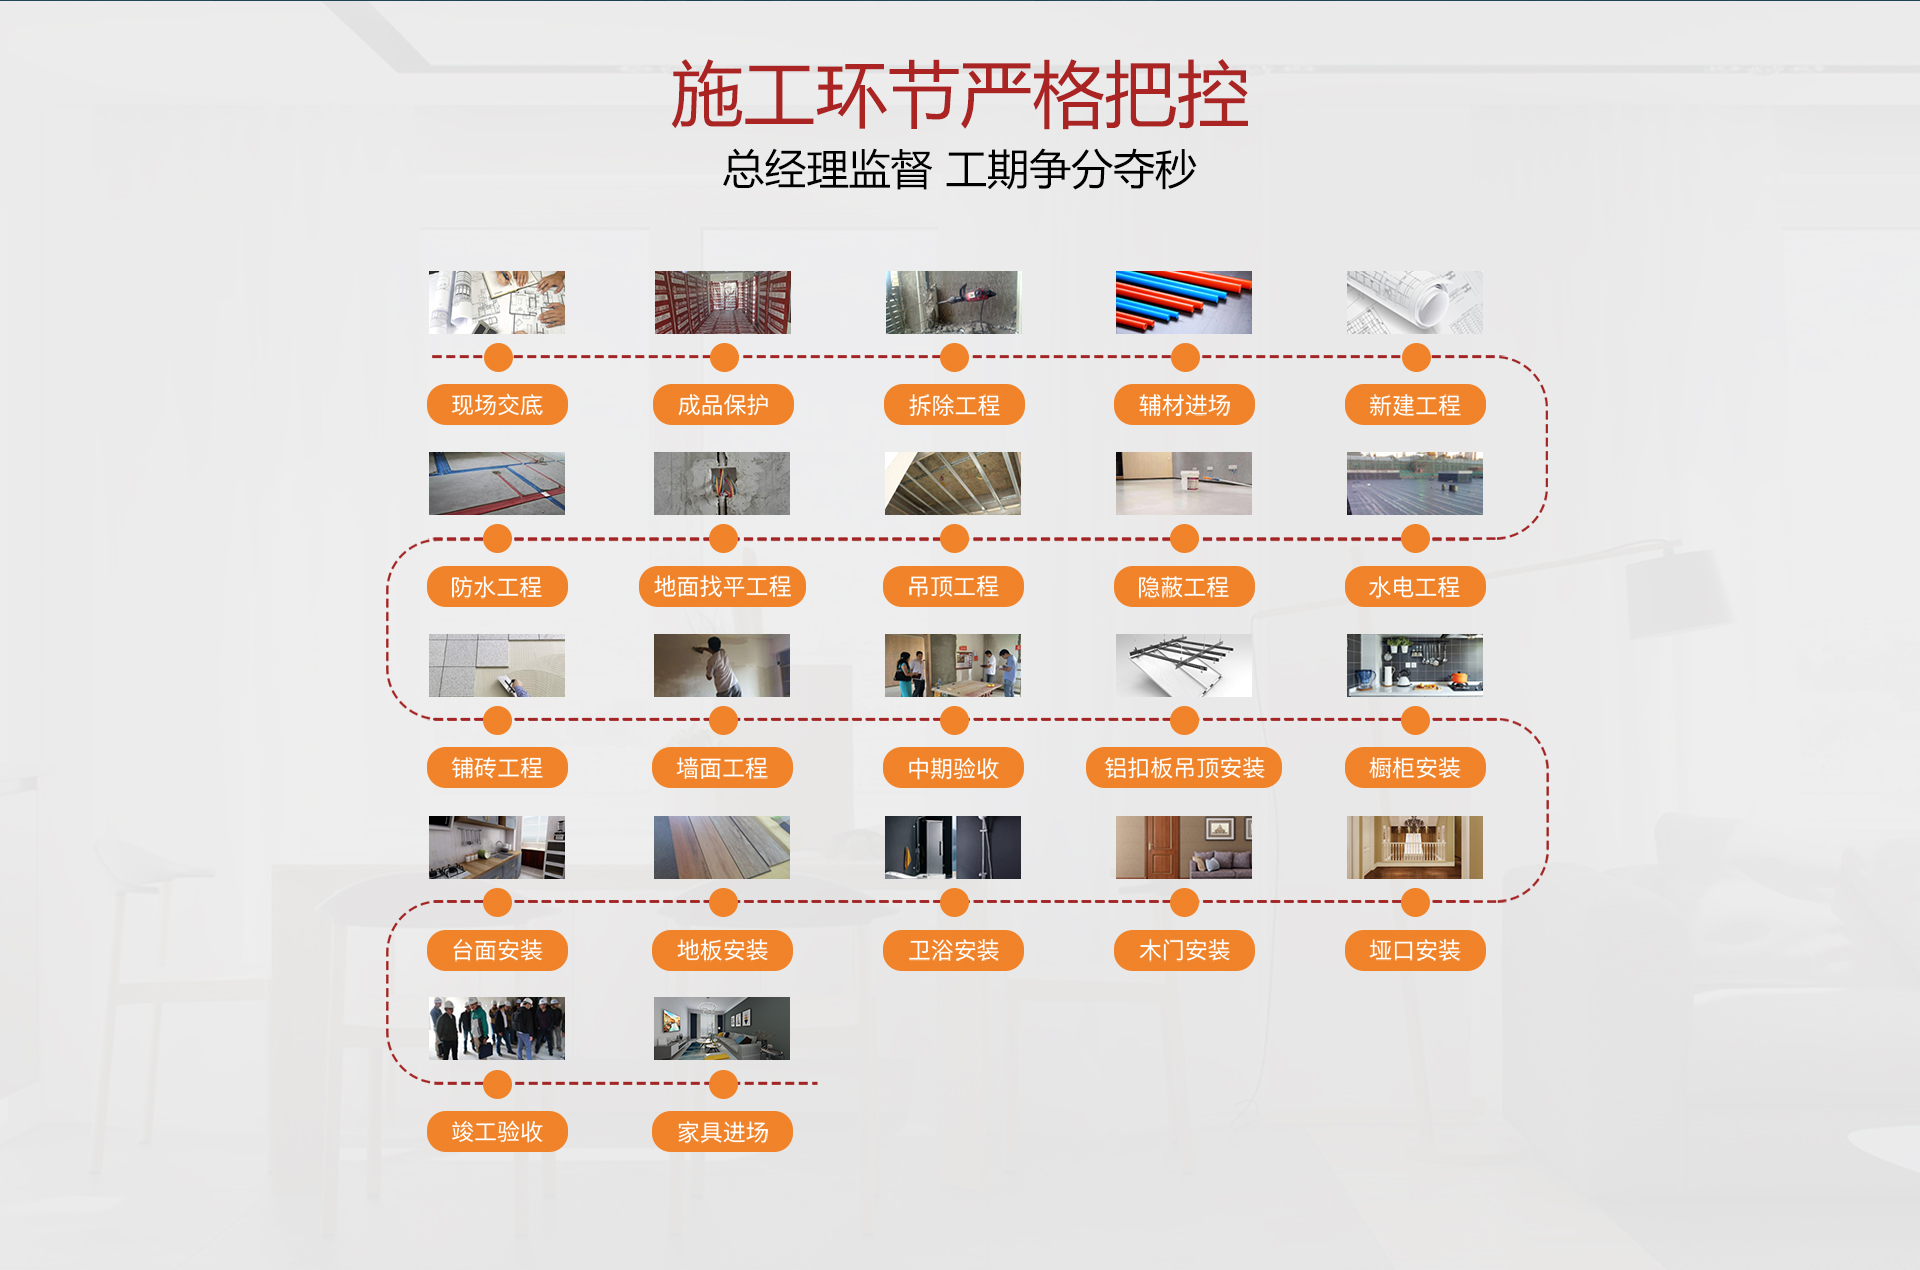 施工环节严格把控
总经理监督 工期争分夺秒
现场交底
成品保护
拆除工程
辅材进场
新建工程
防水工程
地面找平工程
吊顶工程
隐蔽工程
水电工程
铺砖工程
墙面工程
中期验收
铝扣板吊顶安装
橱柜安装
台面安装
地板安装
卫浴安装
木门安装
垭口安装
竣工验收
家具进场